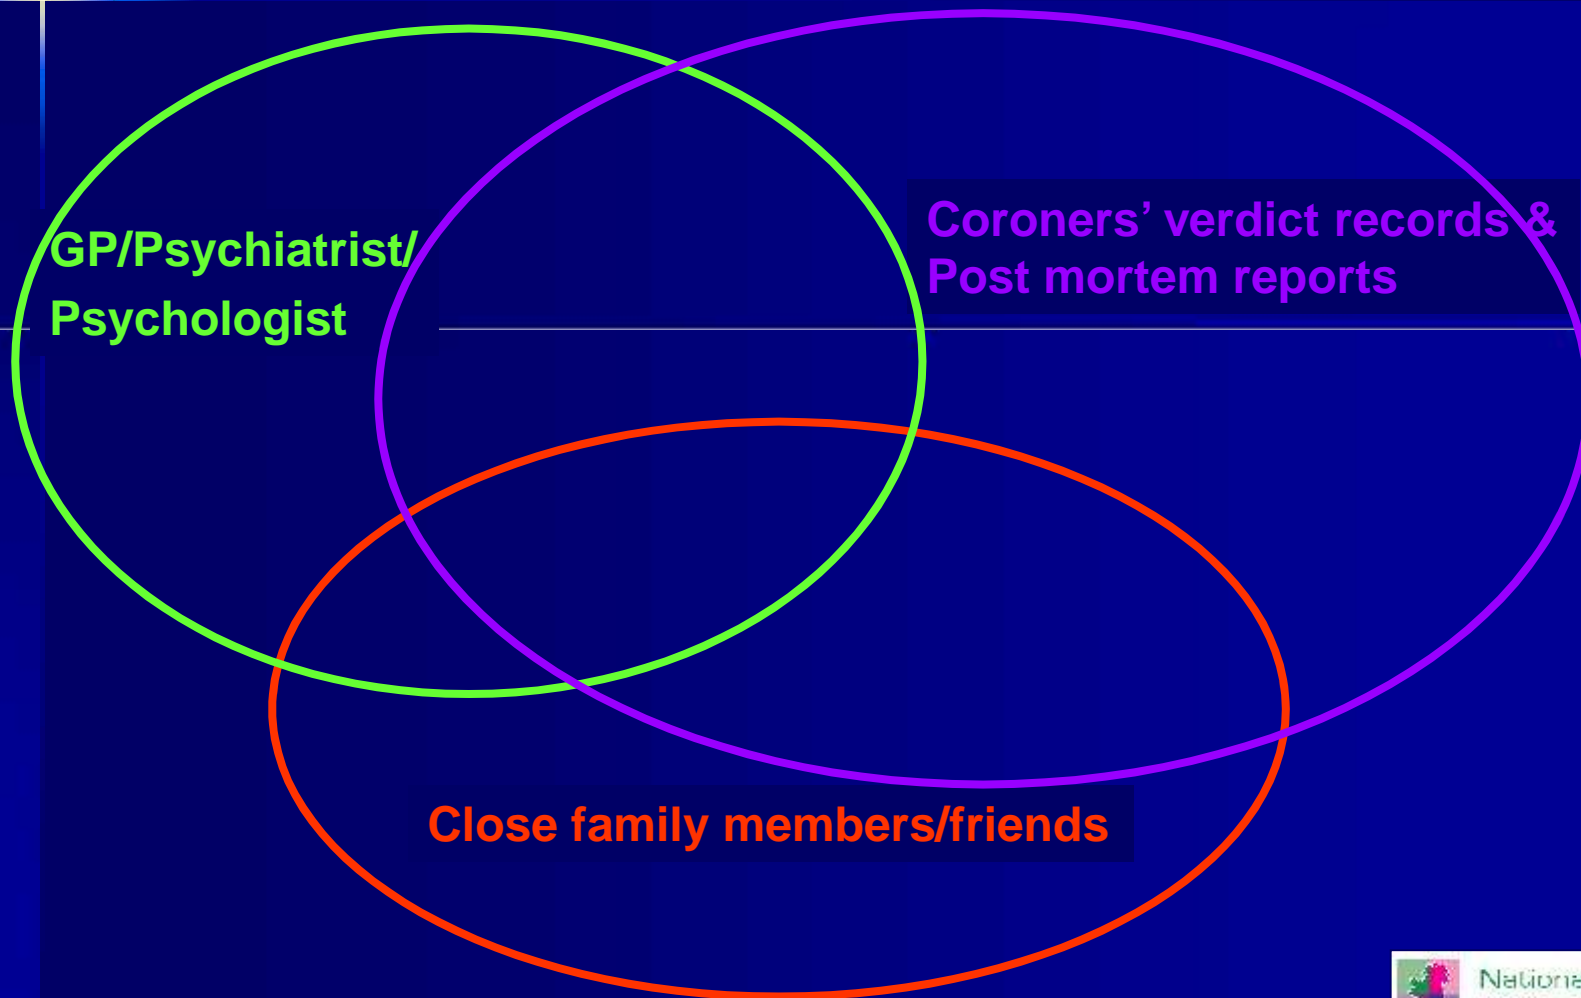 GP/Psychiatrist/
Psychologist
Coroners’ verdict records &
Post mortem reports
Close family members/friends